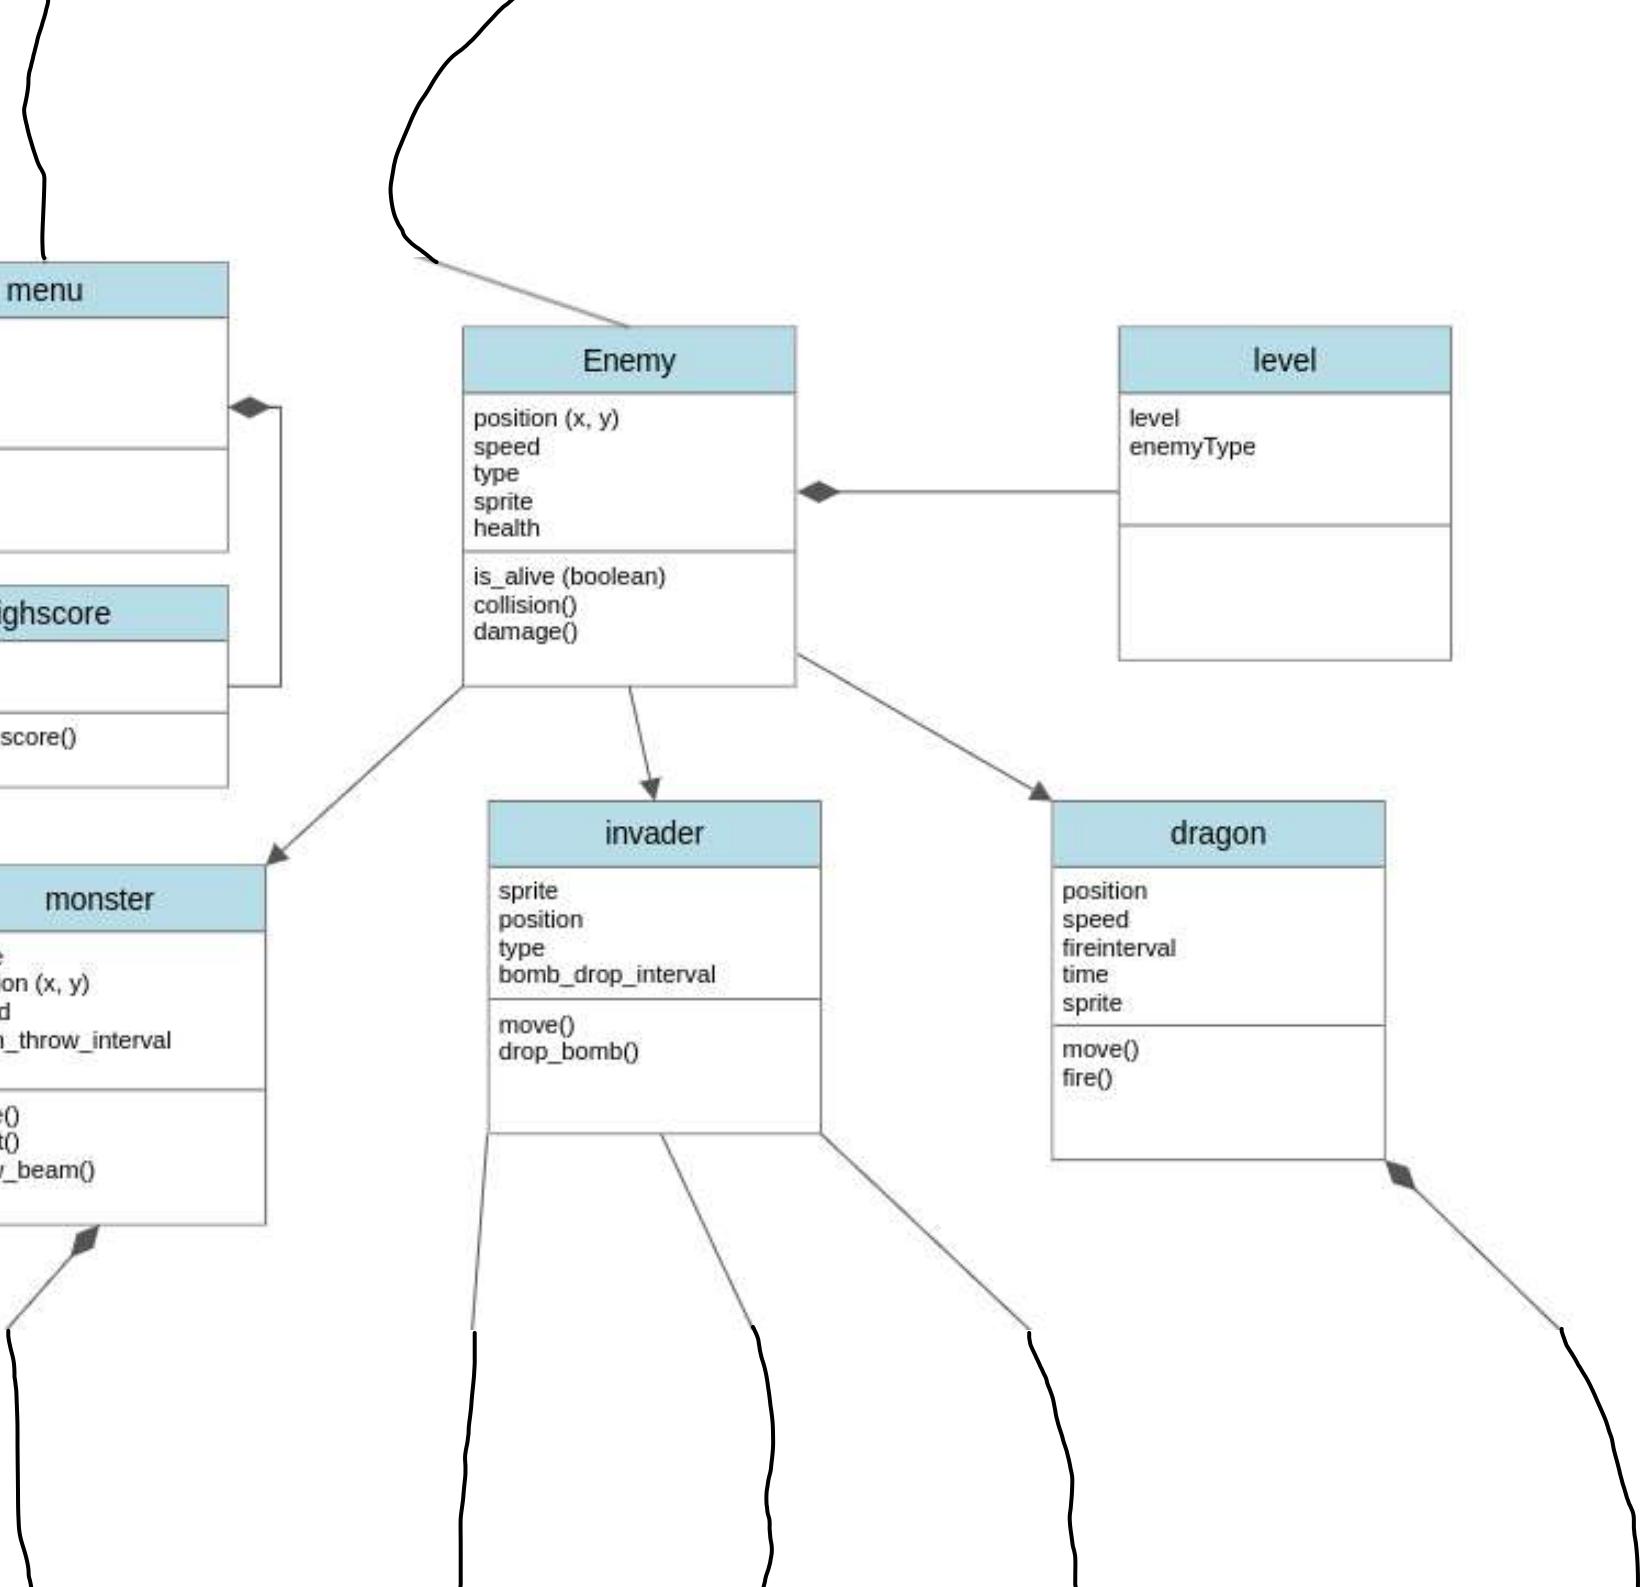 menu
ighscore
score()
Enemy
position (x, y)
speed
type
sprite
health
is_alive (boolean)
collision()
damage()
level
level
enemyType
monster
ion (x, y)
_throw_interval
_beam()
invader
sprite
position
type
bomb_drop_interval
move()
drop_bomb()
dragon
position
speed
fireinterval
time
sprite
move()
fire()